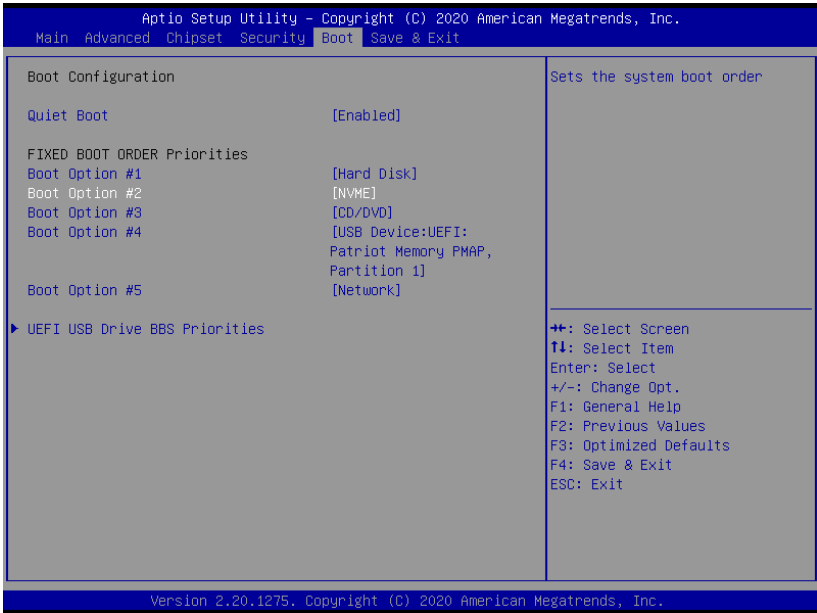 Aptio Setup Utility – Copyright (C) 2020 American Megatrends, Inc.
Main Advanced Chipset Security Boot Save & Exit
Boot Configuration
Quiet Boot [Enabled]
FIXED BOOT ORDER Priorities
Boot Option #1 [Hard Disk]
Boot Option #2 [NVME]
Boot Option #3 [CD/DVD]
Boot Option #4 [USB Device:UEFI:
Patriot Memory PMAP,
Partition 1]
Boot Option #5 [Network]
UEFI USB Drive BBS Priorities
Sets the system boot order
→←: Select Screen
↑↓: Select Item
Enter: Select
+/-: Change Opt.
F1: General Help
F2: Previous Values
F3: Optimized Defaults
F4: Save & Exit
ESC: Exit
Version 2.20.1275. Copyright (C) 2020 American Megatrends, Inc.